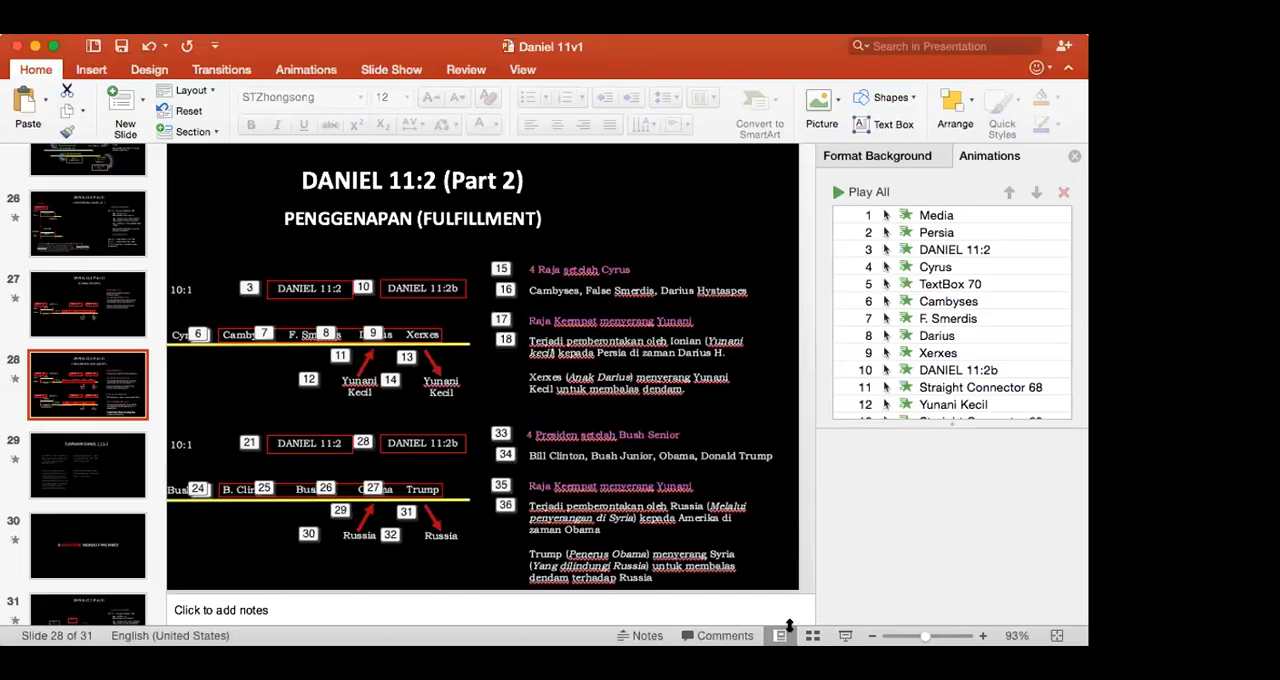 Daniel 11v1
Search in Presentation
Home Insert Design Transitions Animations Slide Show Review View
Paste
New Slide
Layout
Reset
Section
STZhongsong 12
B I U abc X² X₂ AV Aa A
Convert to SmartArt
Picture
Shapes
Text Box
Arrange
Quick Styles
26
27
28
29
30
31
DANIEL 11:2 (Part 2)
PENGGENAPAN (FULFILLMENT)
10:1 3 DANIEL 11:2 10 DANIEL 11:2b
6 7 8 9 Xerxes
11 13
12 Yunani Kecil 14 Yunani Kecil
15 4 Raja setelah Cyrus
16 Cambyses, False Smerdis, Darius Hystaspes
17 Raja Keempat menyerang Yunani
18 Terjadi pemberontakan oleh Ionian (Yunani
kecil) kepada Persia di zaman Darius H.
Xerxes (Anak Darius) menyerang Yunani
Kecil untuk membalas dendam.
10:1 21 DANIEL 11:2 28 DANIEL 11:2b
24 25 26 27 Trump
29 31
30 Russia 32 Russia
33 4 Presiden setelah Bush Senior
34 Bill Clinton, Bush Junior, Obama, Donald Trump
35 Raja Keempat menyerang Yunani
36 Terjadi pemberontakan oleh Russia (Melalui
penyerangan di Syria) kepada Amerika di
zaman Obama
Trump (Penerus Obama) menyerang Syria
(Yang dilindungi Russia) untuk membalas
dendam terhadap Russia
Format Background Animations
Play All
1 Media
2 Persia
3 DANIEL 11:2
4 Cyrus
5 TextBox 70
6 Cambyses
7 F. Smerdis
8 Darius
9 Xerxes
10 DANIEL 11:2b
11 Straight Connector 68
12 Yunani Kecil
Click to add notes
Slide 28 of 31 English (United States) Notes Comments 93%